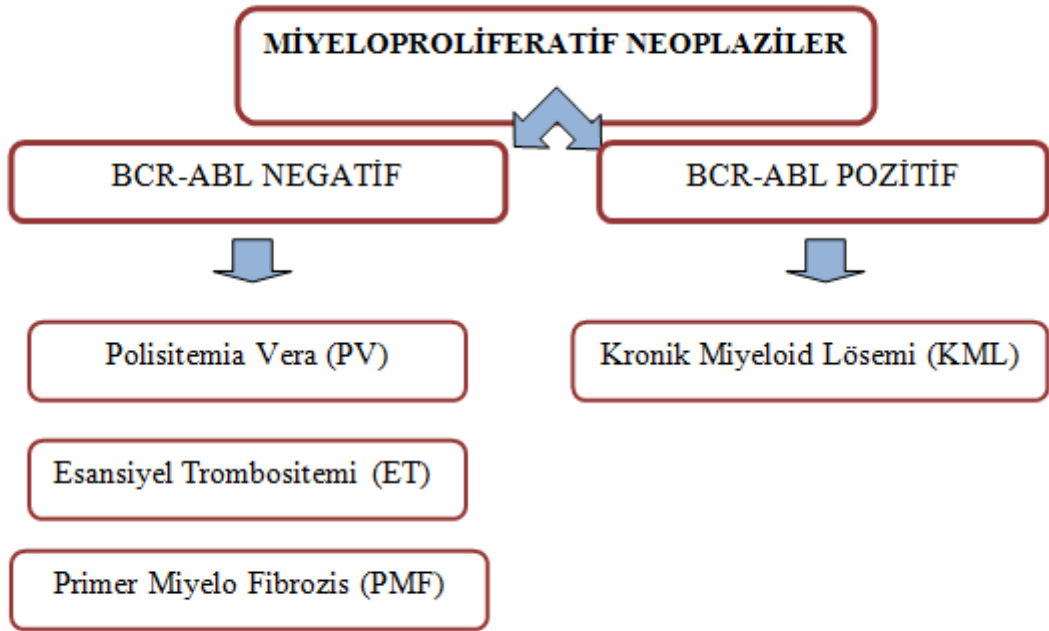 MİYELOPROLİFERATİF NEOPLAZİLER
BCR-ABL NEGATİF
BCR-ABL POZİTİF
Polisitemia Vera (PV)
Kronik Miyeloid Lösemi (KML)
Esansiyel Trombositemi (ET)
Primer Miyelo Fibrozis (PMF)